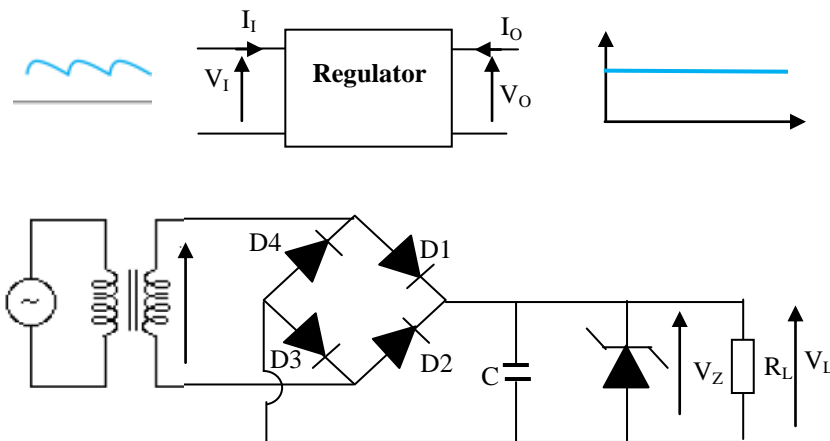 I_I
I_O
Regulator
V_I
V_O
D4
D1
~
D3
D2
C
V_Z
R_L
V_L